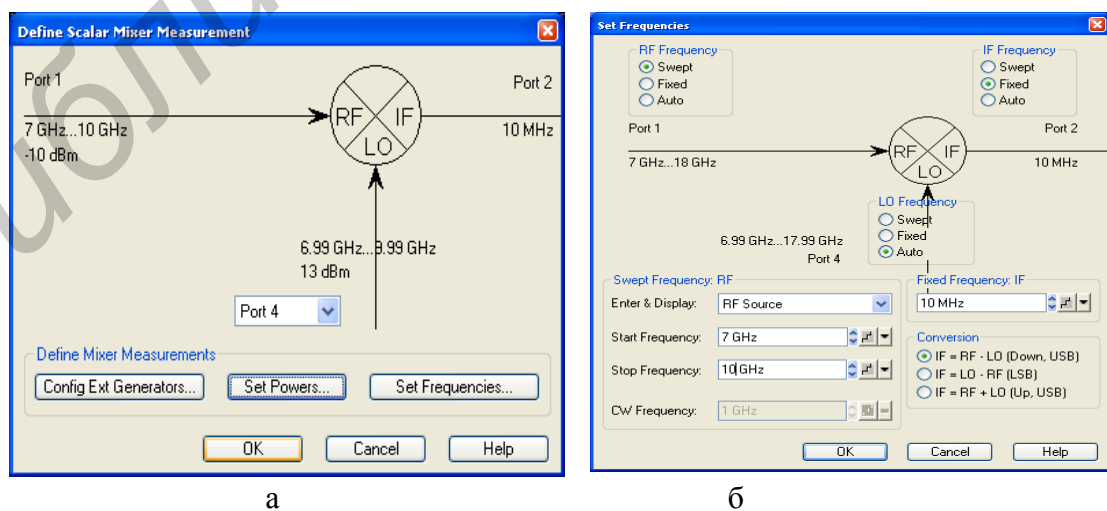 Define Scalar Mixer Measurement
Port 1
Port 2
RF
IF
LO
7 GHz...10 GHz
10 MHz
-10 dBm
6.99 GHz...9.99 GHz
13 dBm
Port 4
Define Mixer Measurements
Config Ext Generators...
Set Powers...
Set Frequencies...
OK
Cancel
Help
а
Set Frequencies
RF Frequency
Swept
Fixed
Auto
IF Frequency
Swept
Fixed
Auto
Port 1
Port 2
RF
IF
LO
7 GHz...18 GHz
10 MHz
LO Frequency
Swept
Fixed
Auto
6.99 GHz...17.99 GHz
Port 4
Swept Frequency: RF
Enter & Display:
RF Source
Start Frequency:
7 GHz
Stop Frequency:
10 GHz
CW Frequency:
1 GHz
Fixed Frequency: IF
10 MHz
Conversion
IF = RF - LO (Down, USB)
IF = LO - RF (LSB)
IF = RF + LO (Up, USB)
OK
Cancel
Help
б